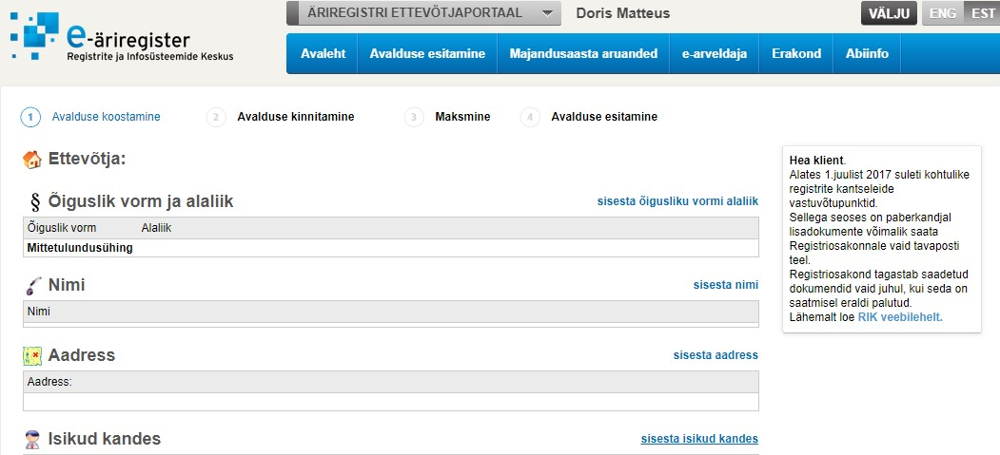 e-äriregister
Registrite ja Infosüsteemide Keskus
ÄRIREGISTRI ETTEVÕTJAPORTAAL
Doris Matteus
VÄLJU
ENG EST
Avaleht Avalduse esitamine Majandusaasta aruanded e-arveldaja Erakond Abiinfo
1 Avalduse koostamine 2 Avalduse kinnitamine 3 Maksmine 4 Avalduse esitamine
Ettevõtja:
§ Õiguslik vorm ja alaliik
sisesta õigusliku vormi alaliik
Õiguslik vorm Alaliik
Mittetulundusühing
Nimi
sisesta nimi
Nimi
Aadress
sisesta aadress
Aadress:
Isikud kandes
sisesta isikud kandes
Hea klient.
Alates 1.juulist 2017 suleti kohtulike
registrite kantseleide
vastuvõtupunktid.
Sellega seoses on paberkandjal
lisadokumente võimalik saata
Registriosakonnale vaid tavaposti
teel.
Registriosakond tagastab saadetud
dokumendid vaid juhul, kui seda on
saatmisel eraldi palutud.
Lähemalt loe RIK veebilehelt.